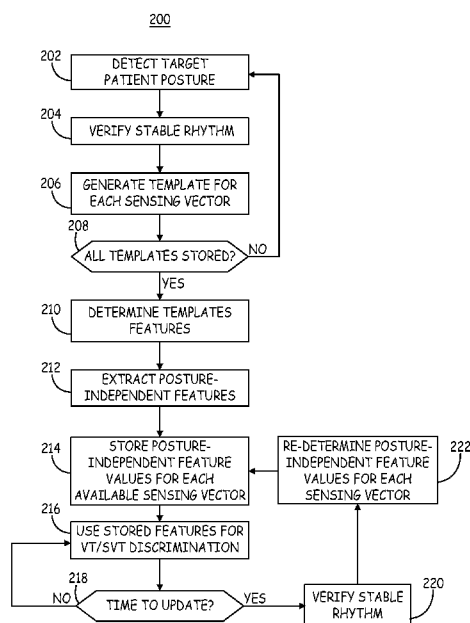 200
202
DETECT TARGET
PATIENT POSTURE
204
VERIFY STABLE RHYTHM
206
GENERATE TEMPLATE FOR
EACH SENSING VECTOR
208
ALL TEMPLATES STORED?
NO
YES
210
DETERMINE TEMPLATES
FEATURES
212
EXTRACT POSTURE-
INDEPENDENT FEATURES
214
STORE POSTURE-
INDEPENDENT FEATURE
VALUES FOR EACH
AVAILABLE SENSING VECTOR
RE-DETERMINE POSTURE-
INDEPENDENT FEATURE
VALUES FOR EACH
SENSING VECTOR
222
216
USE STORED FEATURES FOR
VT/SVT DISCRIMINATION
218
NO
TIME TO UPDATE?
YES
VERIFY STABLE
RHYTHM
220